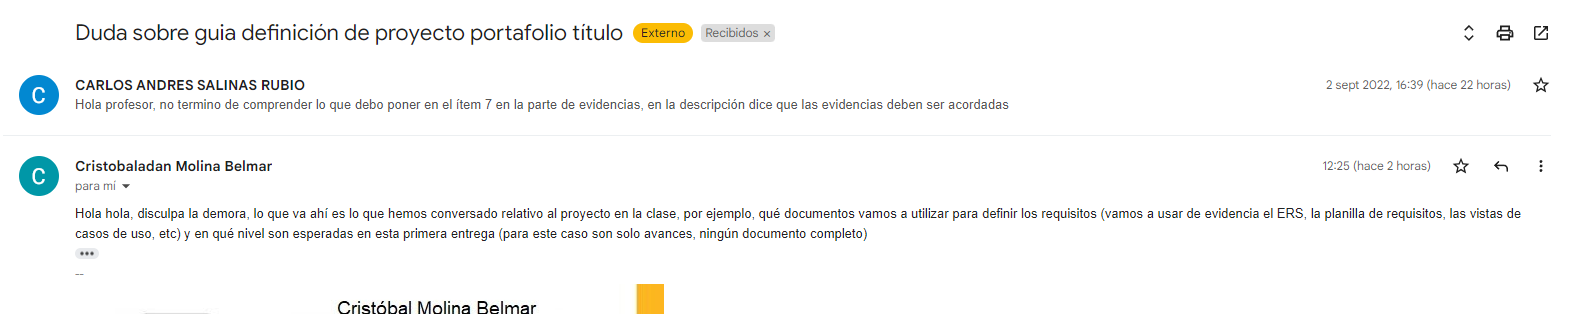 Duda sobre guia definición de proyecto portafolio título Externo Recibidos ×
C CARLOS ANDRES SALINAS RUBIO 2 sept 2022, 16:39 (hace 22 horas)
Hola profesor, no termino de comprender lo que debo poner en el ítem 7 en la parte de evidencias, en la descripción dice que las evidencias deben ser acordadas
C Cristobaladan Molina Belmar 12:25 (hace 2 horas)
para mí
Hola hola, disculpa la demora, lo que va ahí es lo que hemos conversado relativo al proyecto en la clase, por ejemplo, qué documentos vamos a utilizar para definir los requisitos (vamos a usar de evidencia el ERS, la planilla de requisitos, las vistas de
casos de uso, etc) y en qué nivel son esperadas en esta primera entrega (para este caso son solo avances, ningún documento completo)
--
Cristóbal Molina Belmar